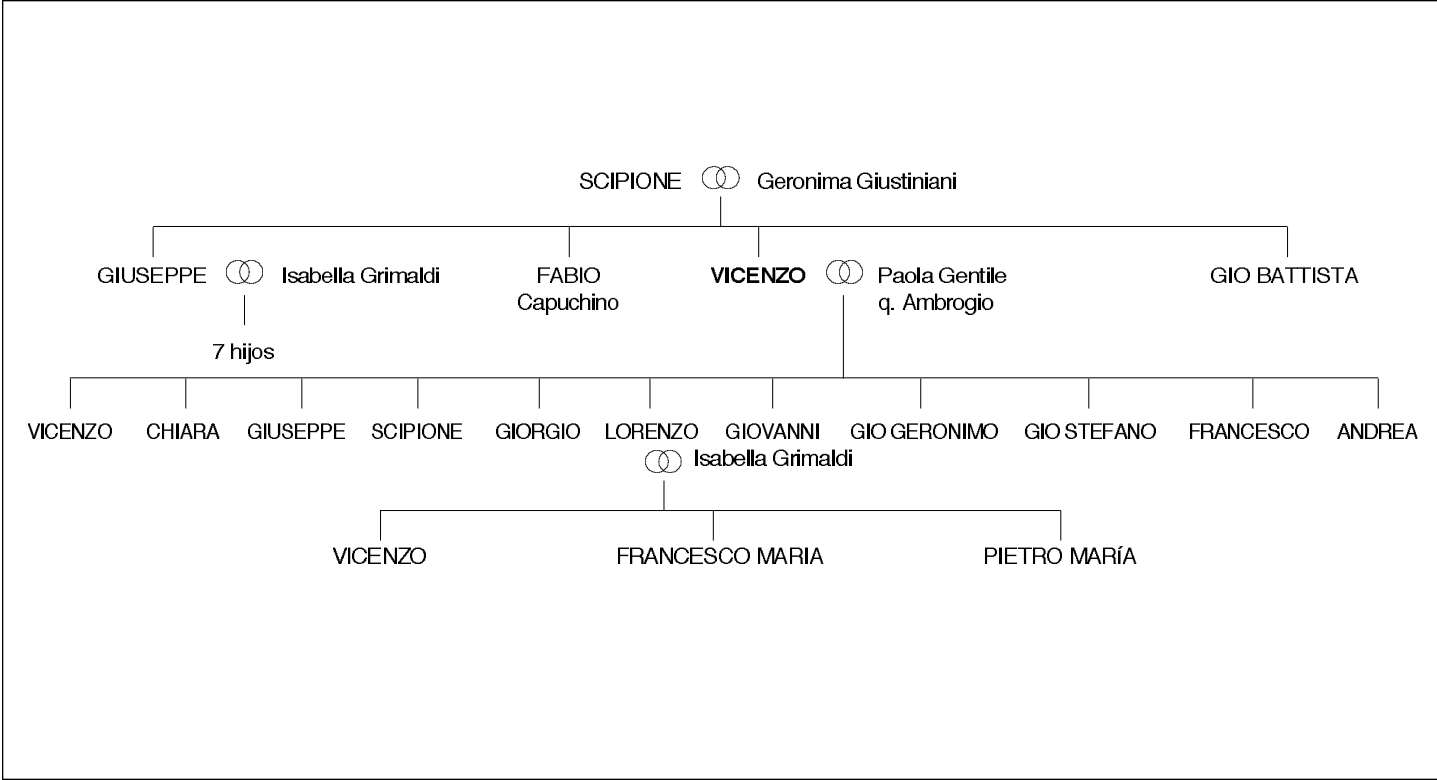 SCIPIONE Geronima Giustiniani
GIUSEPPE Isabella Grimaldi FABIO VICENZO Paola Gentile GIO BATTISTA
Capuchino q. Ambrogio
7 hijos
VICENZO CHIARA GIUSEPPE SCIPIONE GIORGIO LORENZO GIOVANNI GIO GERONIMO GIO STEFANO FRANCESCO ANDREA
Isabella Grimaldi
VICENZO FRANCESCO MARIA PIETRO MARÍA